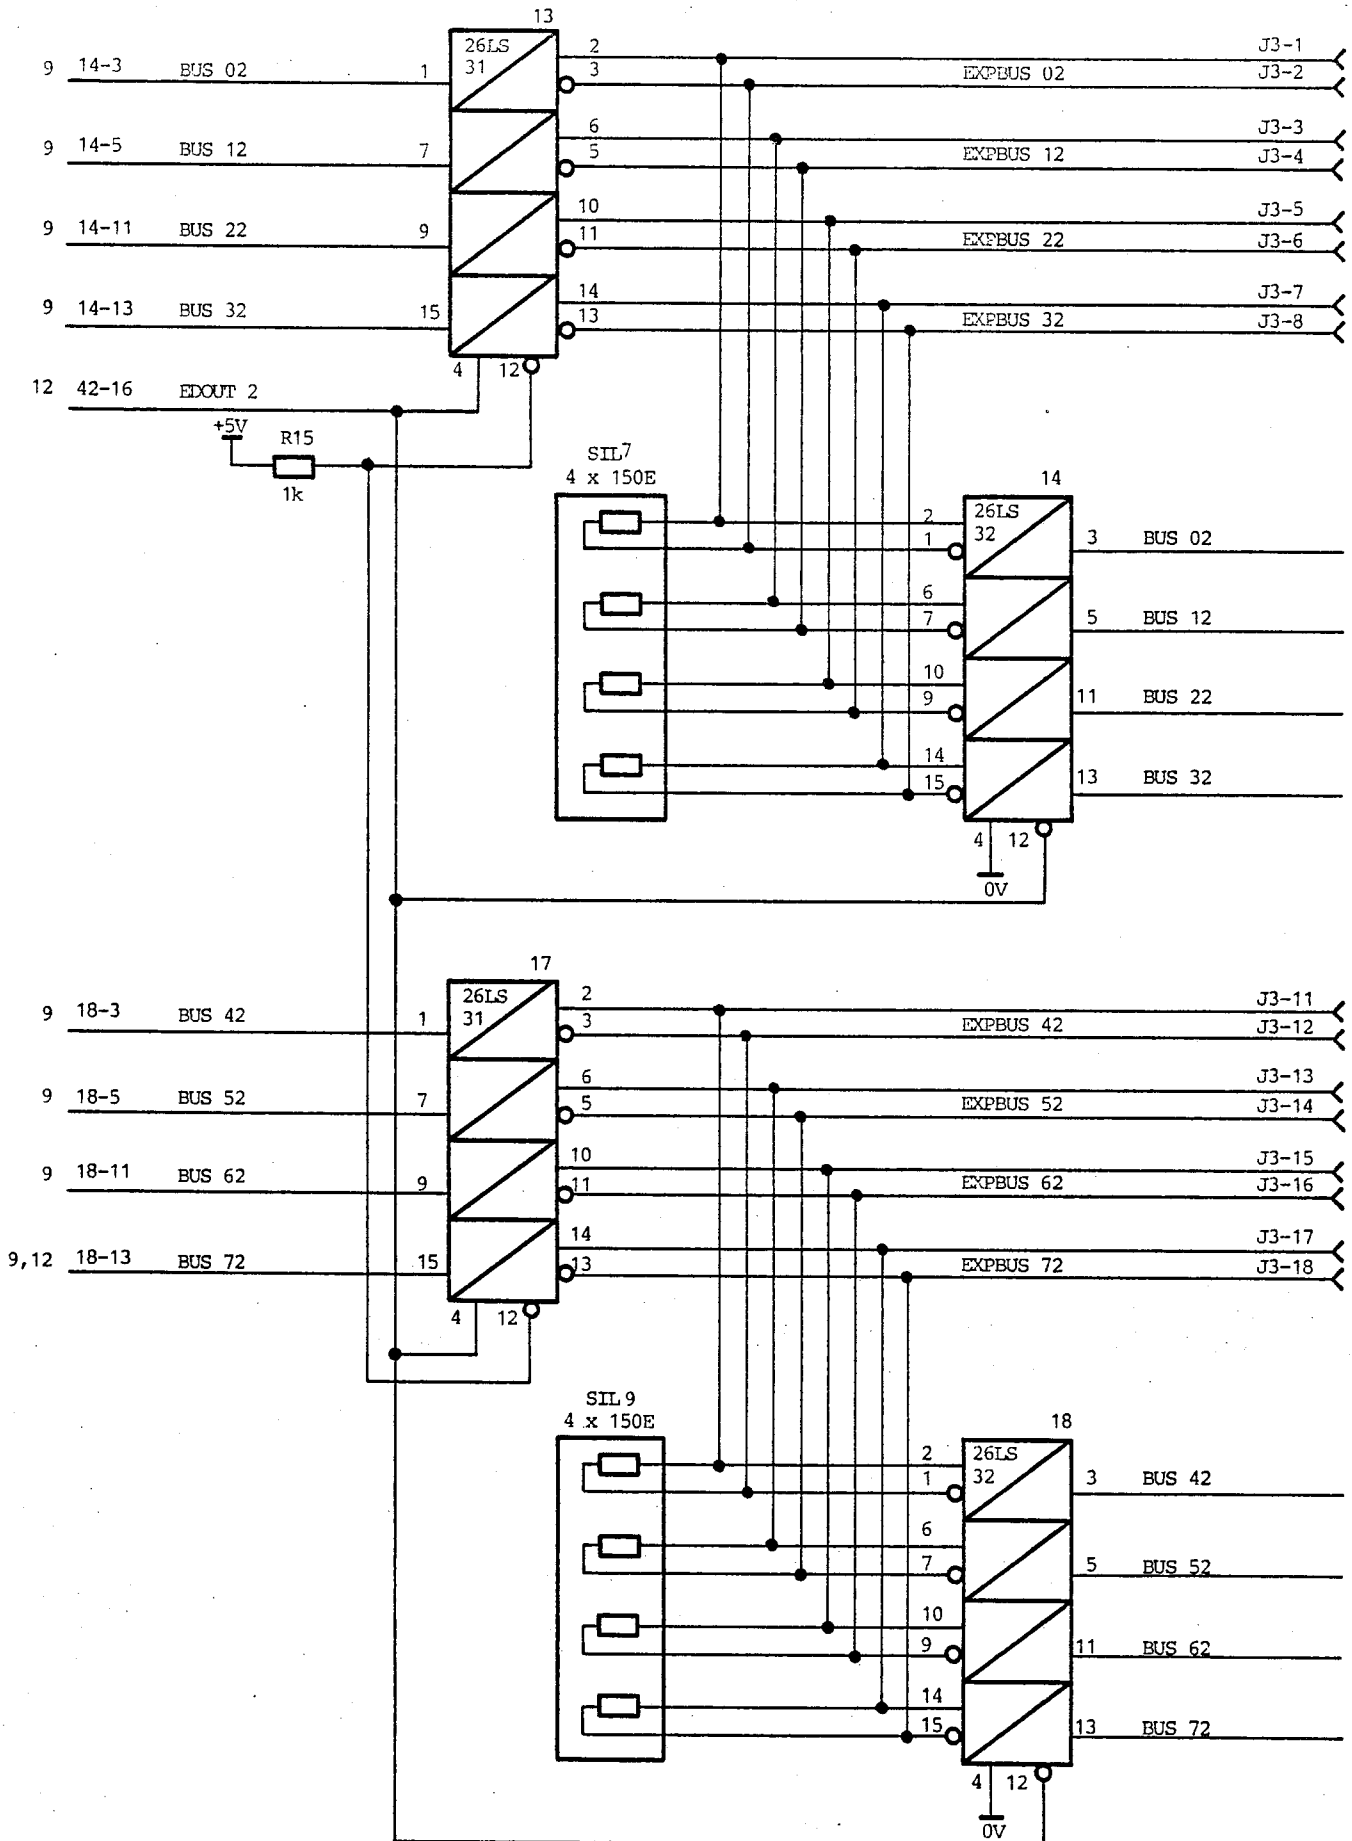 13
26LS
31
9 14-3 BUS 02 1
2
3
EXPBUS 02
J3-1
J3-2
9 14-5 BUS 12 7
6
5
EXPBUS 12
J3-3
J3-4
9 14-11 BUS 22 9
10
11
EXPBUS 22
J3-5
J3-6
9 14-13 BUS 32 15
14
13
EXPBUS 32
J3-7
J3-8
4 12
12 42-16 EDOUT 2
+5V
R15
1k
SIL7
4 x 150E
14
26LS
32
2
1
3 BUS 02
6
7
5 BUS 12
10
9
11 BUS 22
14
15
13 BUS 32
4 12
0V
17
26LS
31
9 18-3 BUS 42 1
2
3
EXPBUS 42
J3-11
J3-12
9 18-5 BUS 52 7
6
5
EXPBUS 52
J3-13
J3-14
9 18-11 BUS 62 9
10
11
EXPBUS 62
J3-15
J3-16
9,12 18-13 BUS 72 15
14
13
EXPBUS 72
J3-17
J3-18
4 12
SIL 9
4 x 150E
18
26LS
32
2
1
3 BUS 42
6
7
5 BUS 52
10
9
11 BUS 62
14
15
13 BUS 72
4 12
0V